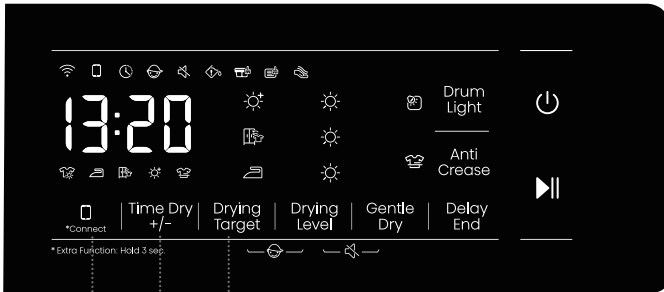 13:20
Drum
Light
Anti
Crease
*Connect
Time Dry
+/-
Drying
Target
Drying
Level
Gentle
Dry
Delay
End
* Extra Function: Hold 3 sec.